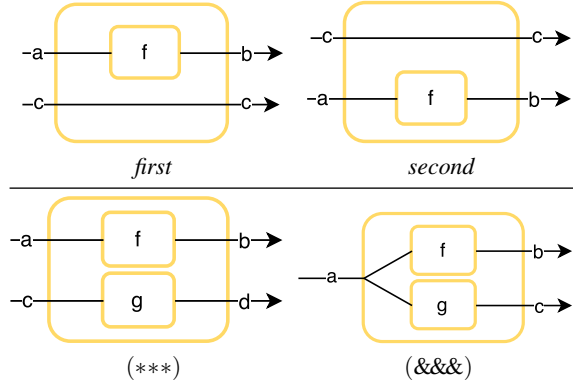 a f b
c c
first
c c
a f b
second
a f b
c g d
(***)
a f b
g c
(&&&)